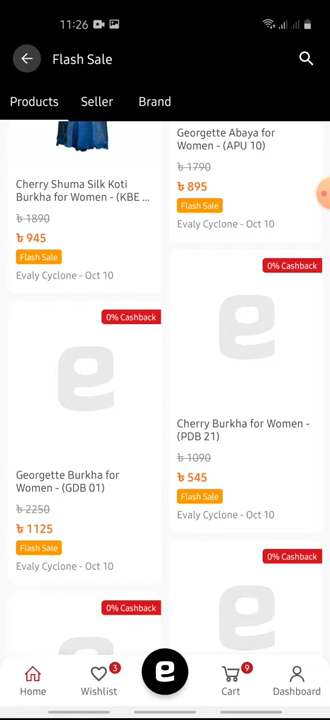 11:26
Flash Sale
Products
Seller
Brand
Cherry Shuma Silk Koti
Burkha for Women - (KBE ...
৳ 1890
৳ 945
Flash Sale
Evaly Cyclone - Oct 10
Georgette Abaya for
Women - (APU 10)
৳ 1790
৳ 895
Flash Sale
Evaly Cyclone - Oct 10
0% Cashback
Georgette Burkha for
Women - (GDB 01)
৳ 2250
৳ 1125
Flash Sale
Evaly Cyclone - Oct 10
0% Cashback
Cherry Burkha for Women -
(PDB 21)
৳ 1090
৳ 545
Flash Sale
Evaly Cyclone - Oct 10
0% Cashback
0% Cashback
3
9
Home
Wishlist
Cart
Dashboard